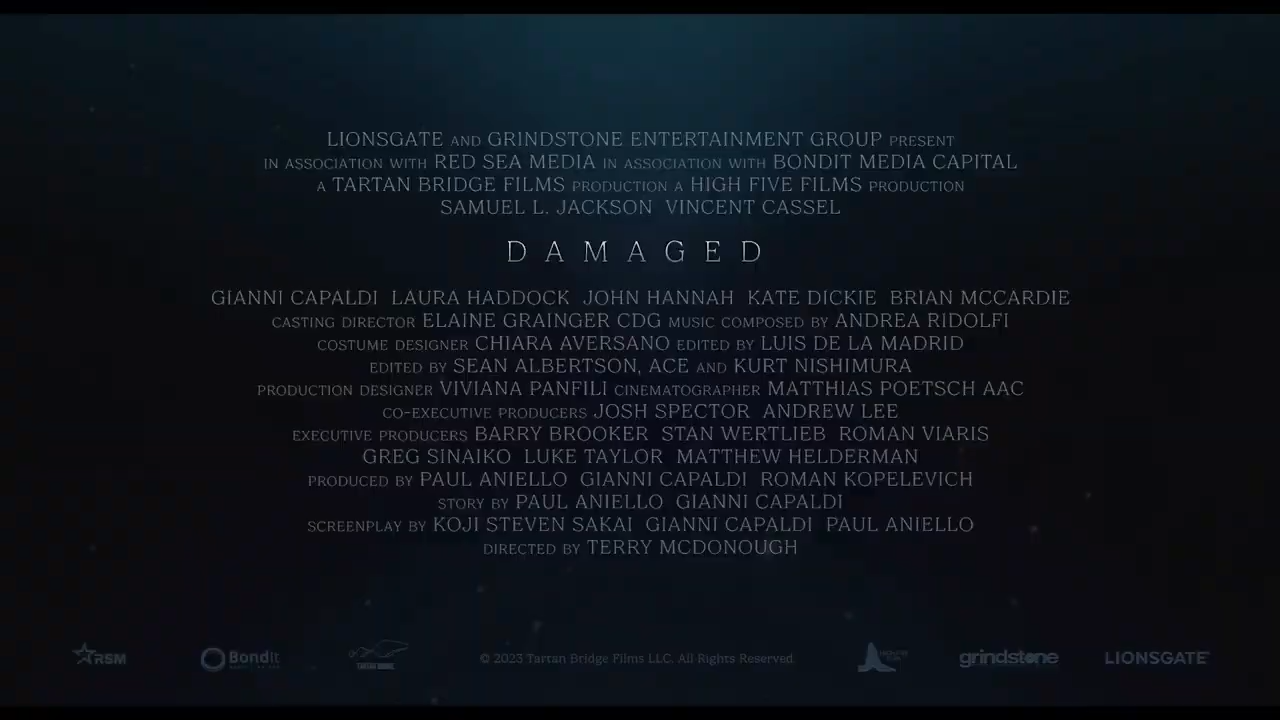 LIONSGATE AND GRINDSTONE ENTERTAINMENT GROUP PRESENT
IN ASSOCIATION WITH RED SEA MEDIA IN ASSOCIATION WITH BONDIT MEDIA CAPITAL
A TARTAN BRIDGE FILMS PRODUCTION A HIGH FIVE FILMS PRODUCTION
SAMUEL L. JACKSON VINCENT CASSEL
DAMAGED
GIANNI CAPALDI LAURA HADDOCK JOHN HANNAH KATE DICKIE BRIAN MCCARDIE
CASTING DIRECTOR ELAINE GRAINGER CDG MUSIC COMPOSED BY ANDREA RIDOLFI
COSTUME DESIGNER CHIARA AVERSANO EDITED BY LUIS DE LA MADRID
EDITED BY SEAN ALBERTSON, ACE AND KURT NISHIMURA
PRODUCTION DESIGNER VIVIANA PANFILI CINEMATOGRAPHER MATTHIAS POETSCH AAC
CO-EXECUTIVE PRODUCERS JOSH SPECTOR ANDREW LEE
EXECUTIVE PRODUCERS BARRY BROOKER STAN WERTLIEB ROMAN VIARIS
GREG SINAIKO LUKE TAYLOR MATTHEW HELDERMAN
PRODUCED BY PAUL ANIELLO GIANNI CAPALDI ROMAN KOPELEVICH
STORY BY PAUL ANIELLO GIANNI CAPALDI
SCREENPLAY BY KOJI STEVEN SAKAI GIANNI CAPALDI PAUL ANIELLO
DIRECTED BY TERRY MCDONOUGH
RSM BondIt TARTAN BRIDGE © 2023 Tartan Bridge Films LLC. All Rights Reserved. grindstone LIONSGATE